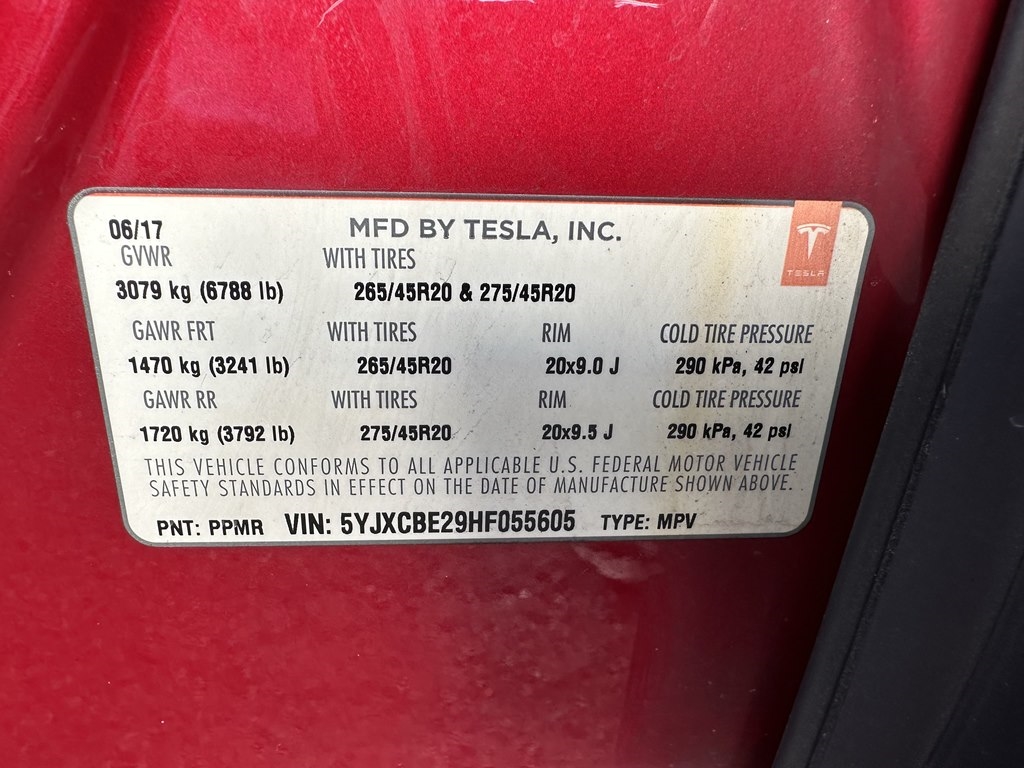 06/17 MFD BY TESLA, INC.
TESLA
GVWR WITH TIRES
3079 kg (6788 lb) 265/45R20 & 275/45R20
GAWR FRT WITH TIRES RIM COLD TIRE PRESSURE
1470 kg (3241 lb) 265/45R20 20x9.0 J 290 kPa, 42 psi
GAWR RR WITH TIRES RIM COLD TIRE PRESSURE
1720 kg (3792 lb) 275/45R20 20x9.5 J 290 kPa, 42 psi
THIS VEHICLE CONFORMS TO ALL APPLICABLE U.S. FEDERAL MOTOR VEHICLE
SAFETY STANDARDS IN EFFECT ON THE DATE OF MANUFACTURE SHOWN ABOVE.
PNT: PPMR VIN: 5YJXCBE29HF055605 TYPE: MPV